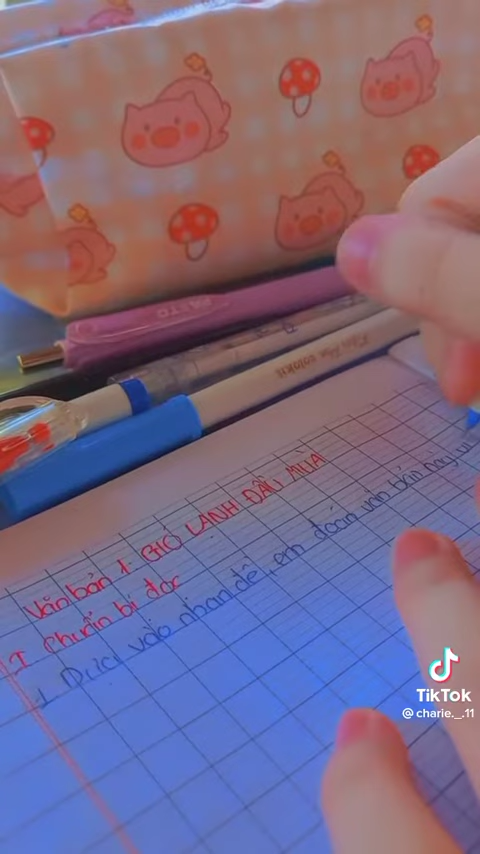 Văn bản 1: GIÓ LẠNH ĐẦU MÙA
I Chuẩn bị đọc
1 Dựa vào nhan đề, em đoán văn bản này
TikTok
@charie._.11